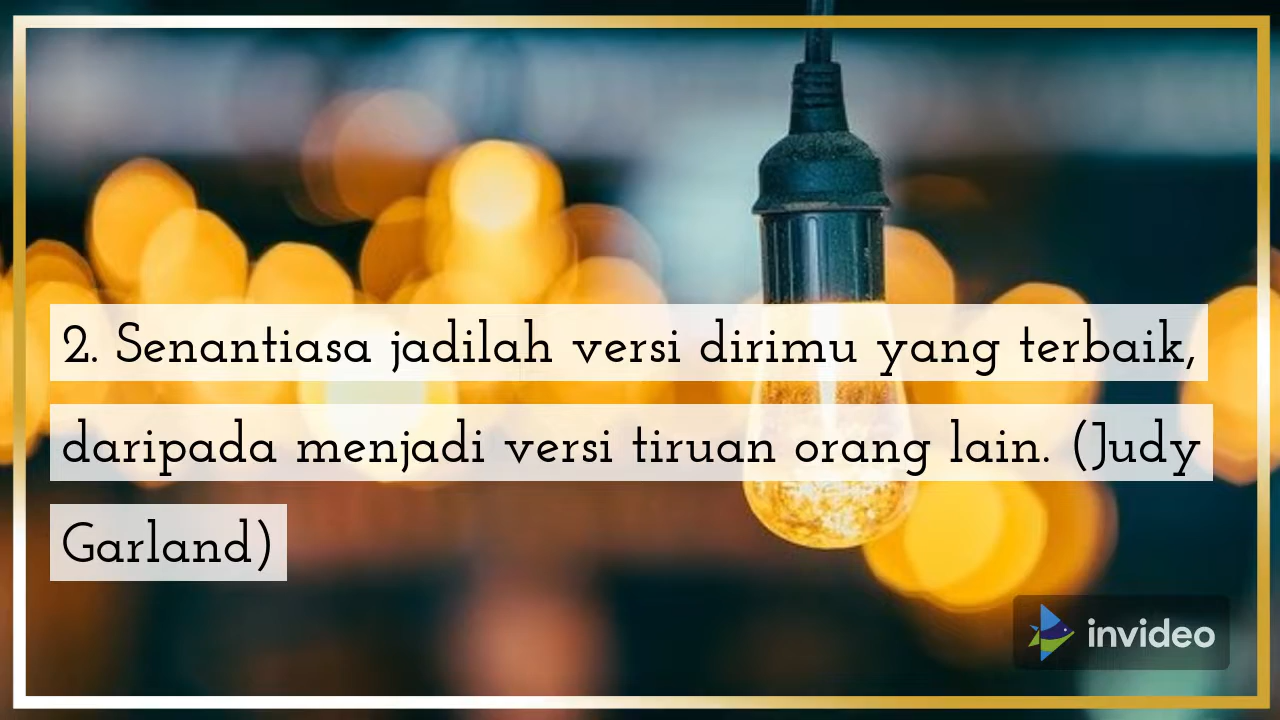 2. Senantiasa jadilah versi dirimu yang terbaik,
daripada menjadi versi tiruan orang lain. (Judy
Garland)
invideo